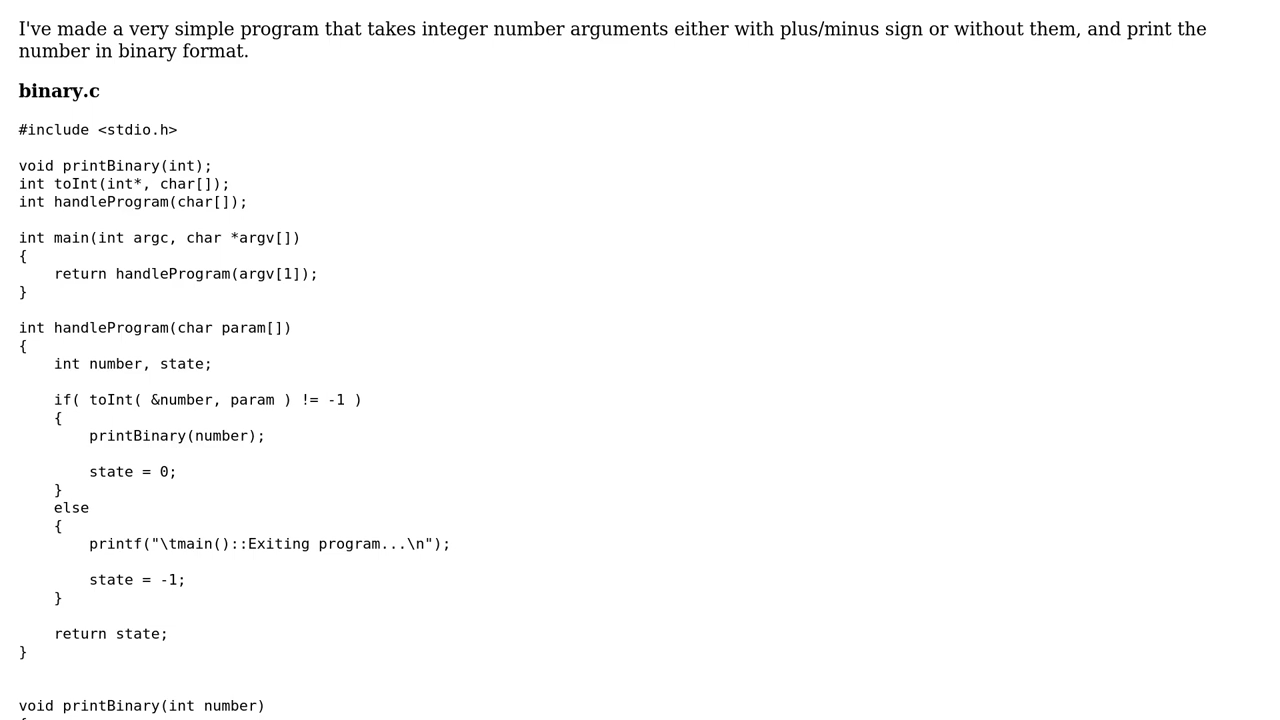 I've made a very simple program that takes integer number arguments either with plus/minus sign or without them, and print the
number in binary format.
binary.c
#include <stdio.h>
void printBinary(int);
int toInt(int*, char[]);
int handleProgram(char[]);
int main(int argc, char *argv[])
{
    return handleProgram(argv[1]);
}
int handleProgram(char param[])
{
    int number, state;
    if( toInt( &number, param ) != -1 )
    {
        printBinary(number);
        state = 0;
    }
    else
    {
        printf("\tmain()::Exiting program...\n");
        state = -1;
    }
    return state;
}
void printBinary(int number)